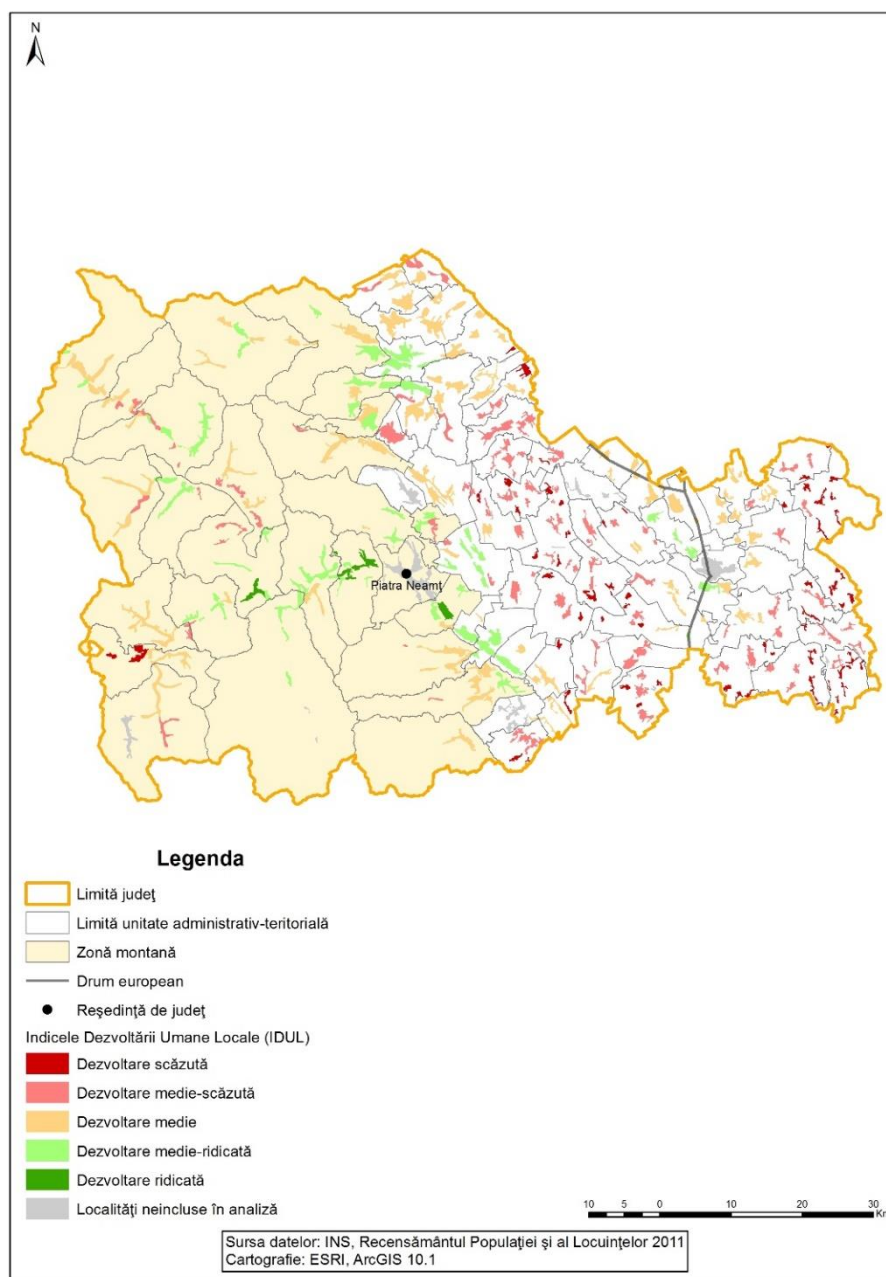 N
Piatra Neamţ
Legenda
Limită judeţ
Limită unitate administrativ-teritorială
Zonă montană
Drum european
Reşedinţă de judeţ
Indicele Dezvoltării Umane Locale (IDUL)
Dezvoltare scăzută
Dezvoltare medie-scăzută
Dezvoltare medie
Dezvoltare medie-ridicată
Dezvoltare ridicată
Localităţi neincluse în analiză
10 5 0 10 20 30
Km
Sursa datelor: INS, Recensământul Populaţiei şi al Locuinţelor 2011
Cartografie: ESRI, ArcGIS 10.1